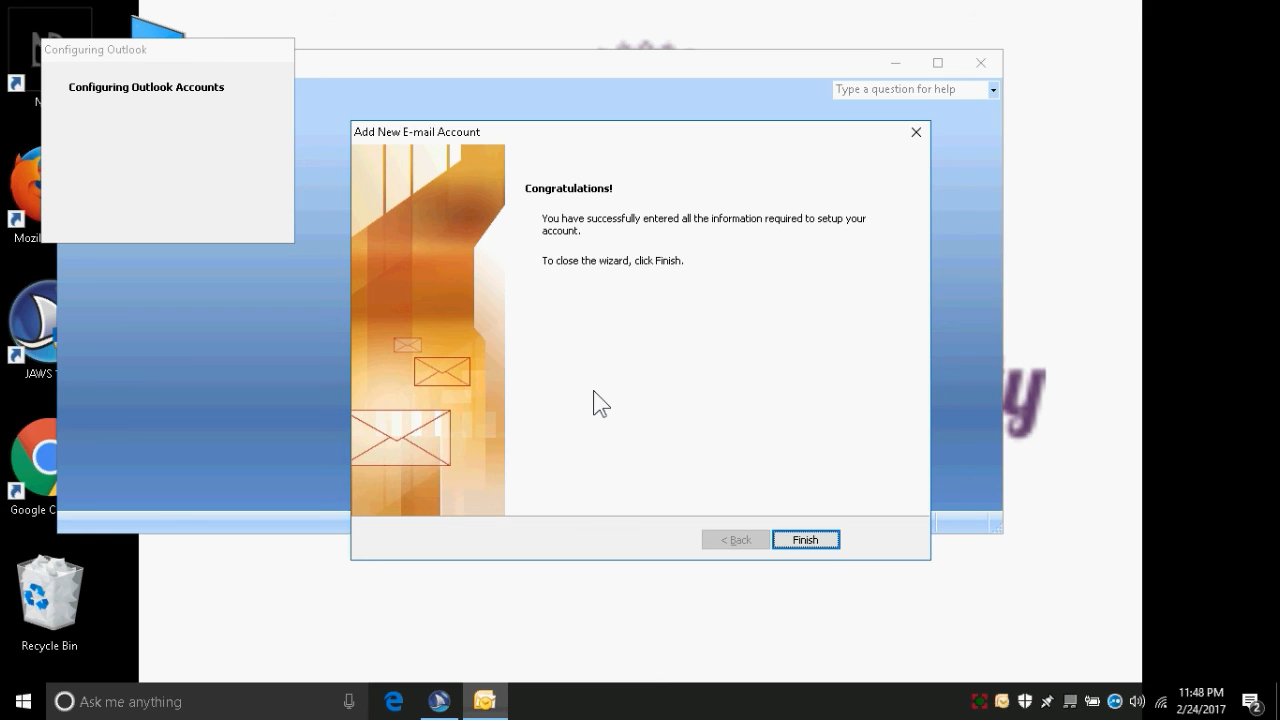 Configuring Outlook
Configuring Outlook Accounts
Type a question for help
Add New E-mail Account
Congratulations!
You have successfully entered all the information required to setup your
account.
To close the wizard, click Finish.
< Back
Finish
JAWS
Google C
Recycle Bin
Ask me anything
11:48 PM
2/24/2017
2